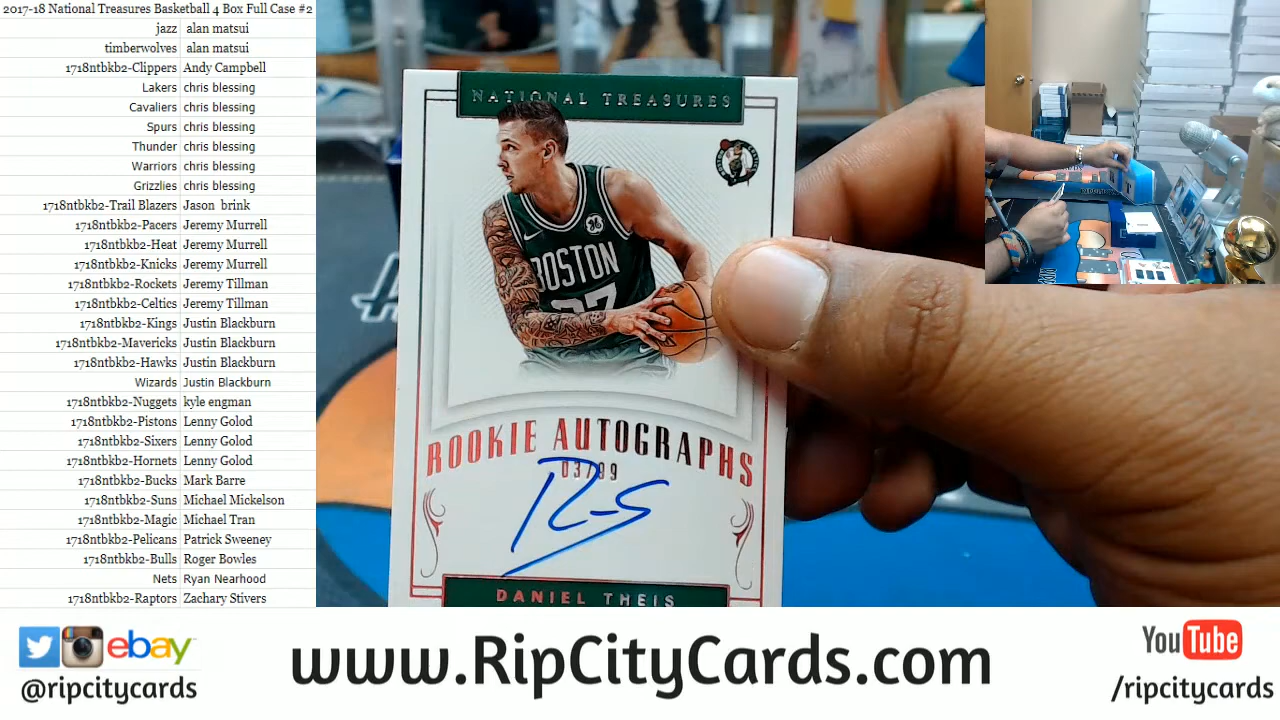 2017-18 National Treasures Basketball 4 Box Full Case #2
jazz alan matsui
timberwolves alan matsui
1718ntbkb2-Clippers Andy Campbell
Lakers chris blessing
Cavaliers chris blessing
Spurs chris blessing
Thunder chris blessing
Warriors chris blessing
Grizzlies chris blessing
1718ntbkb2-Trail Blazers Jason brink
1718ntbkb2-Pacers Jeremy Murrell
1718ntbkb2-Heat Jeremy Murrell
1718ntbkb2-Knicks Jeremy Murrell
1718ntbkb2-Rockets Jeremy Tillman
1718ntbkb2-Celtics Jeremy Tillman
1718ntbkb2-Kings Justin Blackburn
1718ntbkb2-Mavericks Justin Blackburn
1718ntbkb2-Hawks Justin Blackburn
Wizards Justin Blackburn
1718ntbkb2-Nuggets kyle engman
1718ntbkb2-Pistons Lenny Golod
1718ntbkb2-Sixers Lenny Golod
1718ntbkb2-Hornets Lenny Golod
1718ntbkb2-Bucks Mark Barre
1718ntbkb2-Suns Michael Mickelson
1718ntbkb2-Magic Michael Tran
1718ntbkb2-Pelicans Patrick Sweeney
1718ntbkb2-Bulls Roger Bowles
Nets Ryan Nearhood
1718ntbkb2-Raptors Zachary Stivers
NATIONAL TREASURES
BOSTON
27
ROOKIE AUTOGRAPHS
03/99
DANIEL THEIS
ebay
@ripcitycards
www.RipCityCards.com
YouTube
/ripcitycards